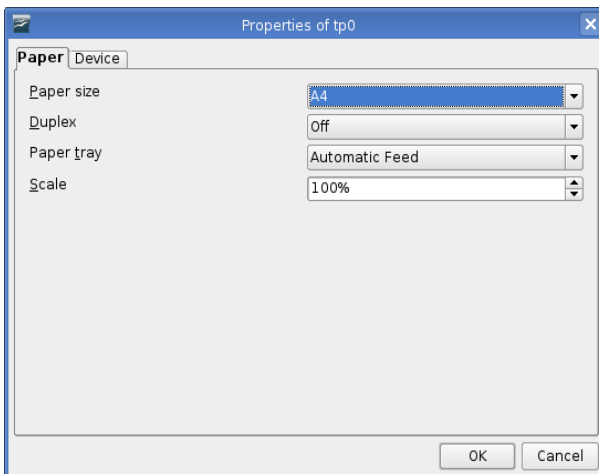 Properties of tp0
Paper Device
Paper size A4
Duplex Off
Paper tray Automatic Feed
Scale 100%
OK Cancel